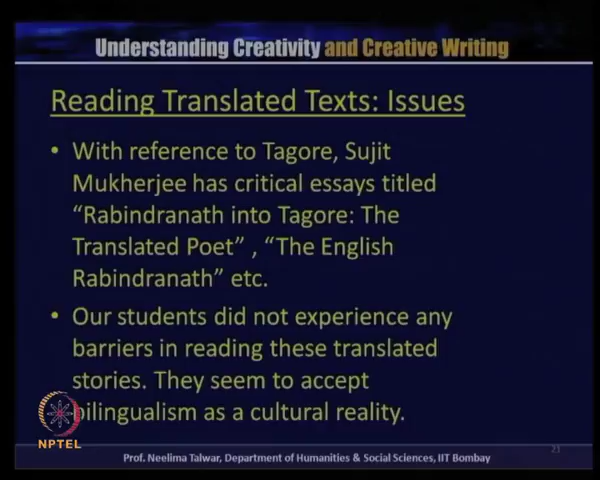 Understanding Creativity and Creative Writing
Reading Translated Texts: Issues
• With reference to Tagore, Sujit
Mukherjee has critical essays titled
“Rabindranath into Tagore: The
Translated Poet” , “The English
Rabindranath” etc.
• Our students did not experience any
barriers in reading these translated
stories. They seem to accept
bilingualism as a cultural reality.
NPTEL
Prof. Neelima Talwar, Department of Humanities & Social Sciences, IIT Bombay
21